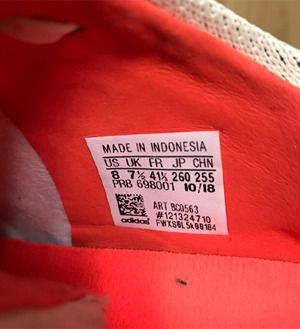 MADE IN INDONESIA
US UK FR JP CHN
8 7½ 41⅓ 260 255
PRB 698001 10/18
ART BC0563
#121324710
adidas FWXS0L5k00184